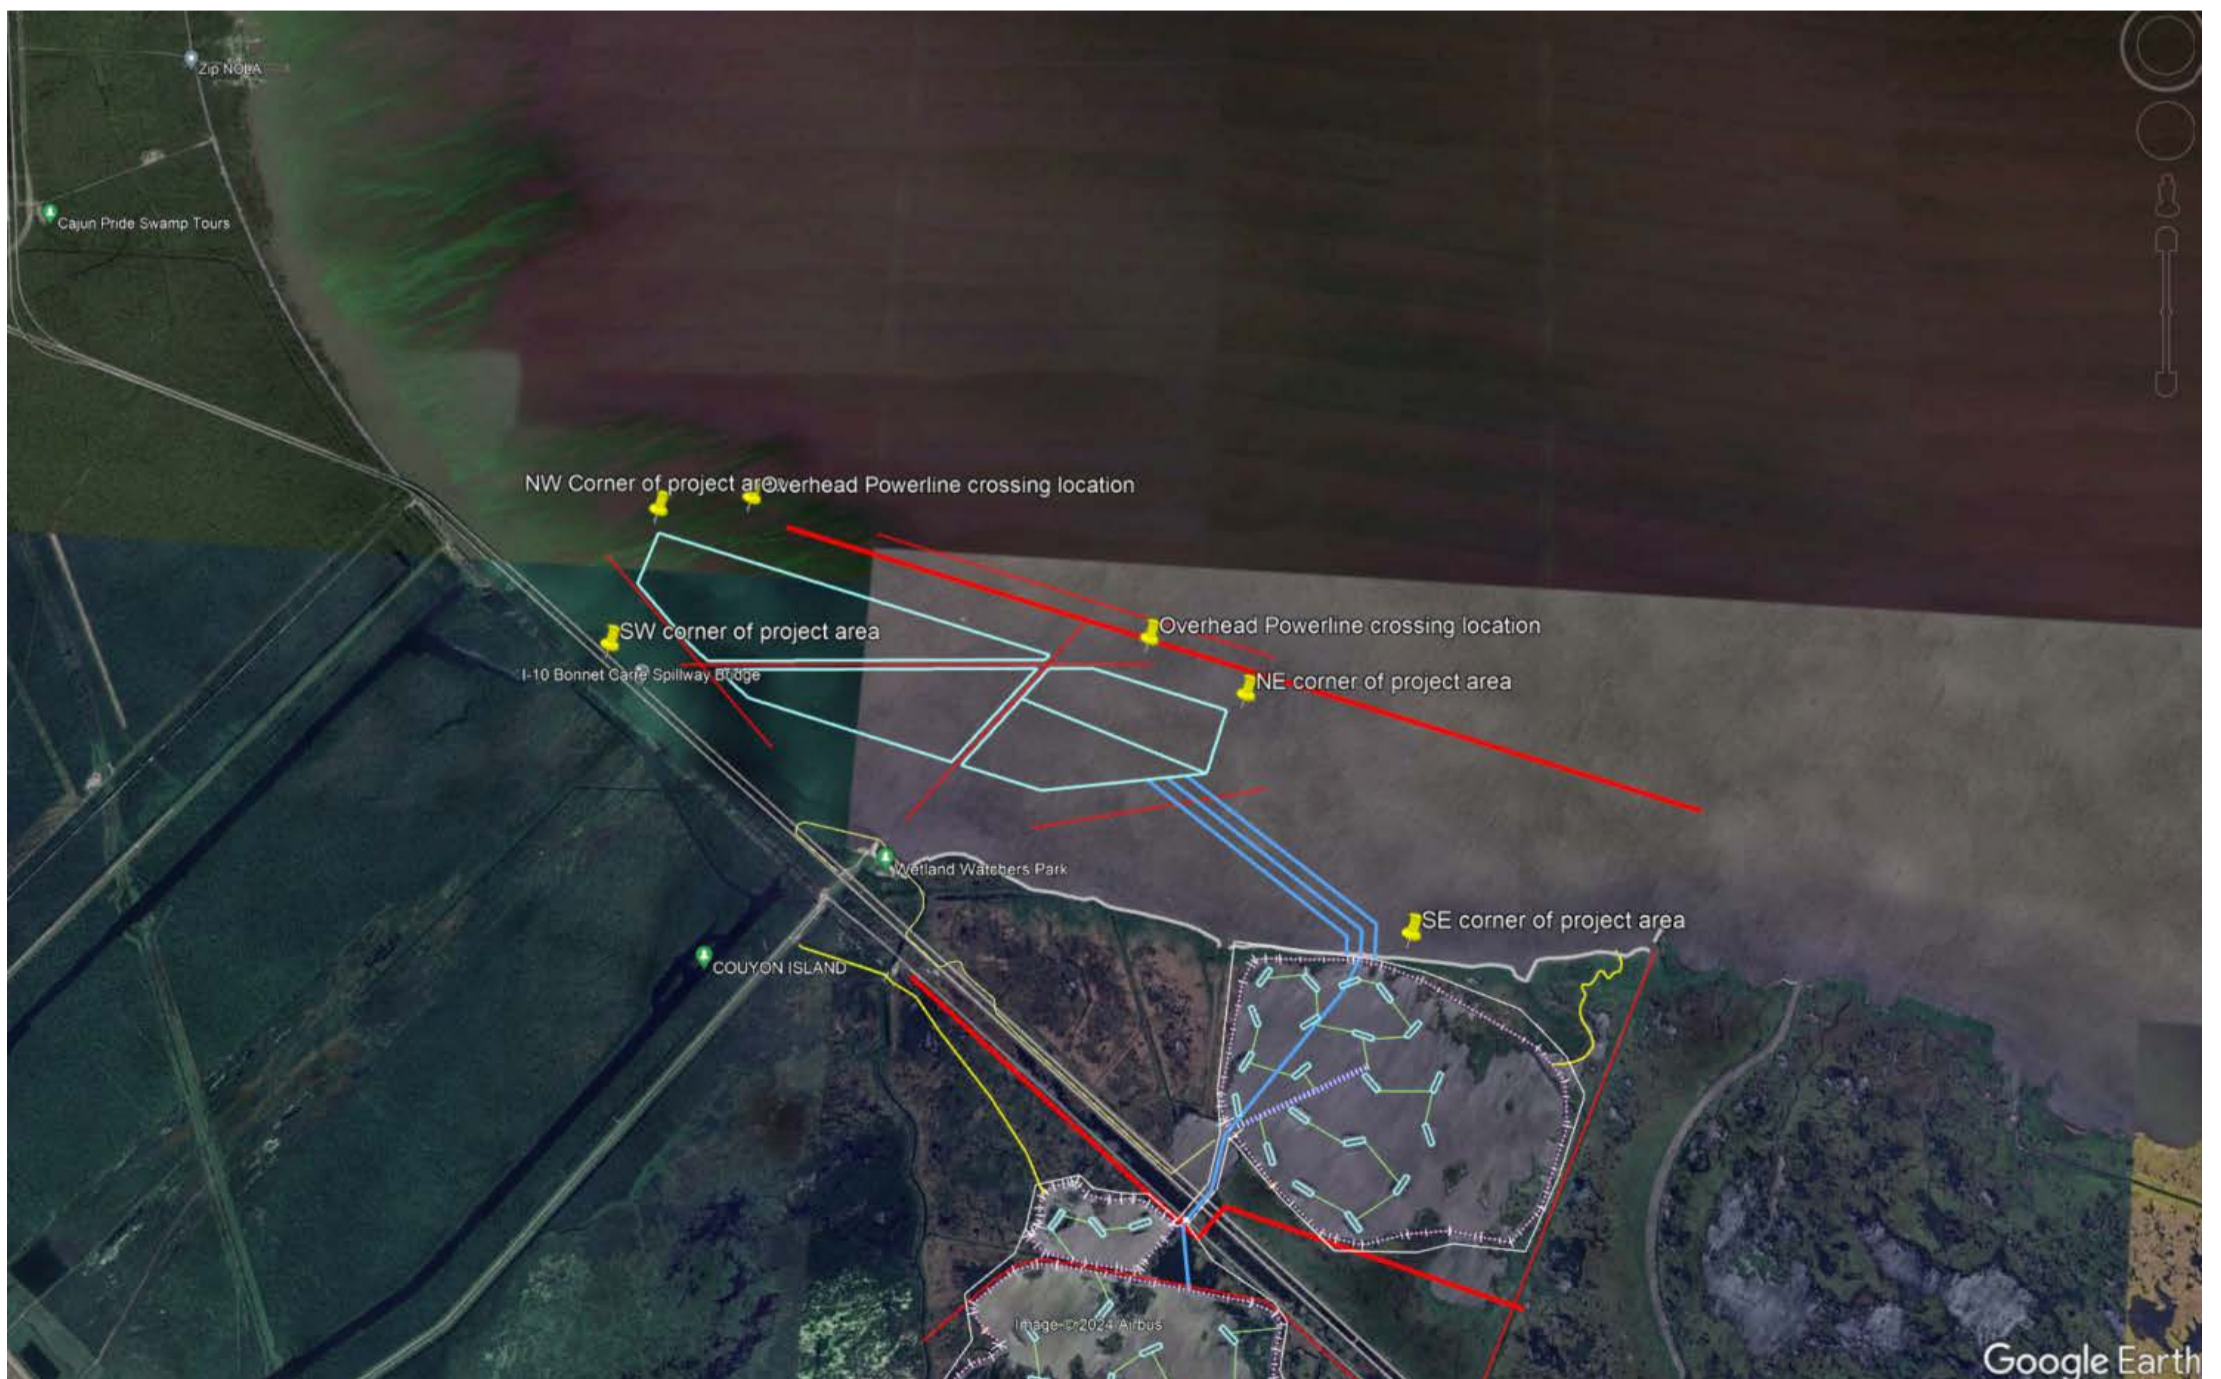 Zip NOLA
Cajun Pride Swamp Tours
NW Corner of project area
Overhead Powerline crossing location
SW corner of project area
Overhead Powerline crossing location
I-10 Bonnet Carre Spillway Bridge
NE corner of project area
Wetland Watchers Park
SE corner of project area
COUYON ISLAND
Image © 2024 Airbus
Google Earth